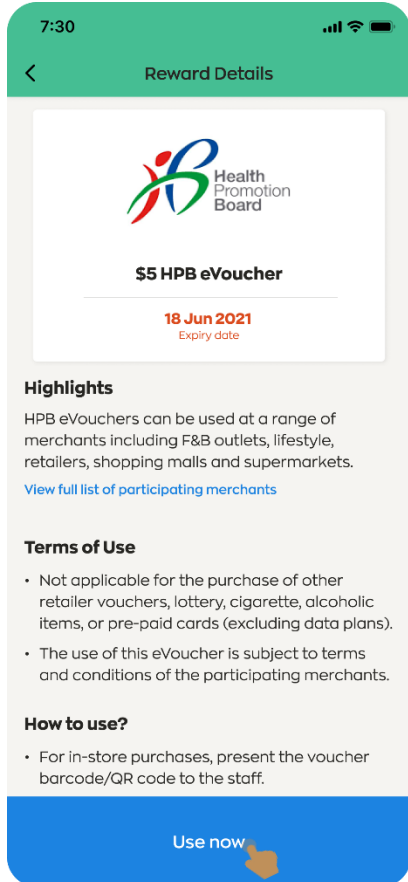 7:30
Reward Details
Health
Promotion
Board
$5 HPB eVoucher
18 Jun 2021
Expiry date
Highlights
HPB eVouchers can be used at a range of
merchants including F&B outlets, lifestyle,
retailers, shopping malls and supermarkets.
View full list of participating merchants
Terms of Use
• Not applicable for the purchase of other
retailer vouchers, lottery, cigarette, alcoholic
items, or pre-paid cards (excluding data plans).
• The use of this eVoucher is subject to terms
and conditions of the participating merchants.
How to use?
• For in-store purchases, present the voucher
barcode/QR code to the staff.
Use now